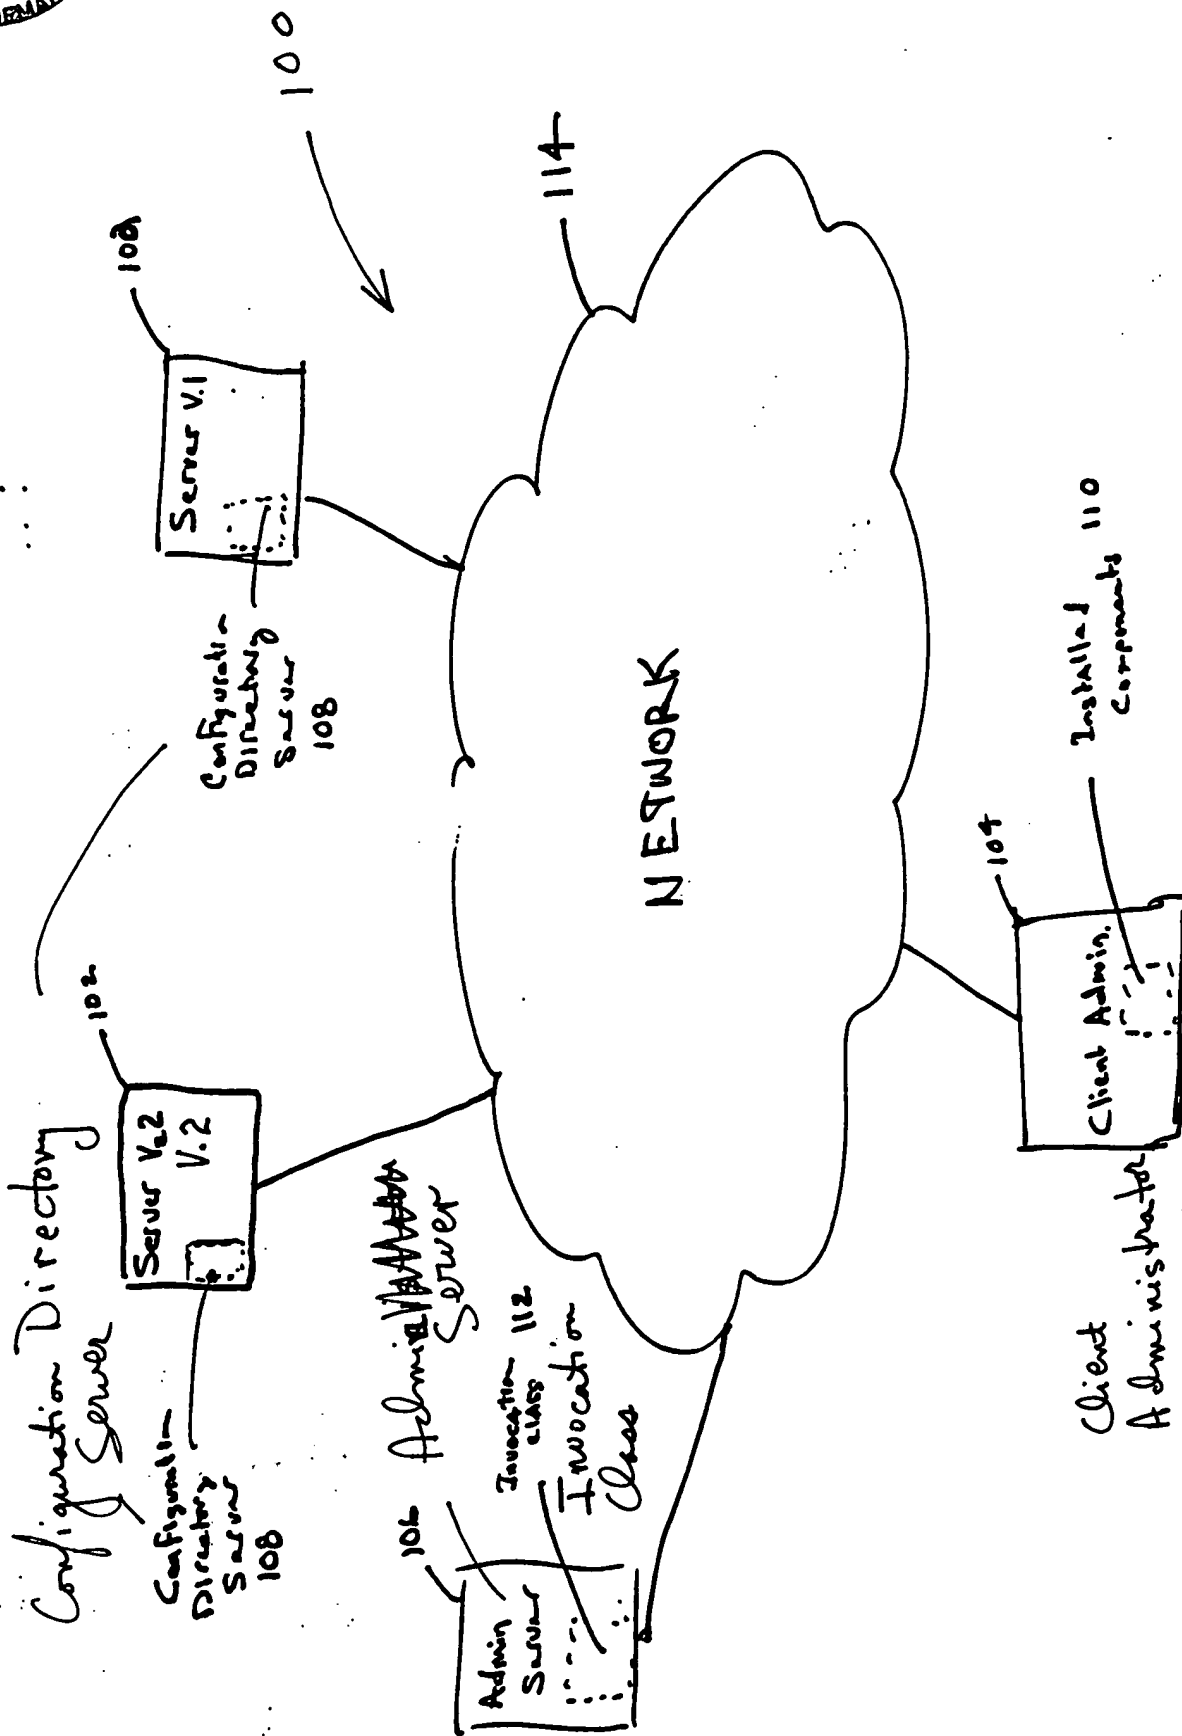 Configuration Directory
Server
Configuration
Directory
Server
108
Server V.2
V.2
102
Configuration
Directory
Server
108
Server V.1
102
100
Admin
Server
106
Admin
Server
Invocation
class 112
Invocation
Class
114
NETWORK
Client
Administrator
Client Admin.
104
Installed
Components 110